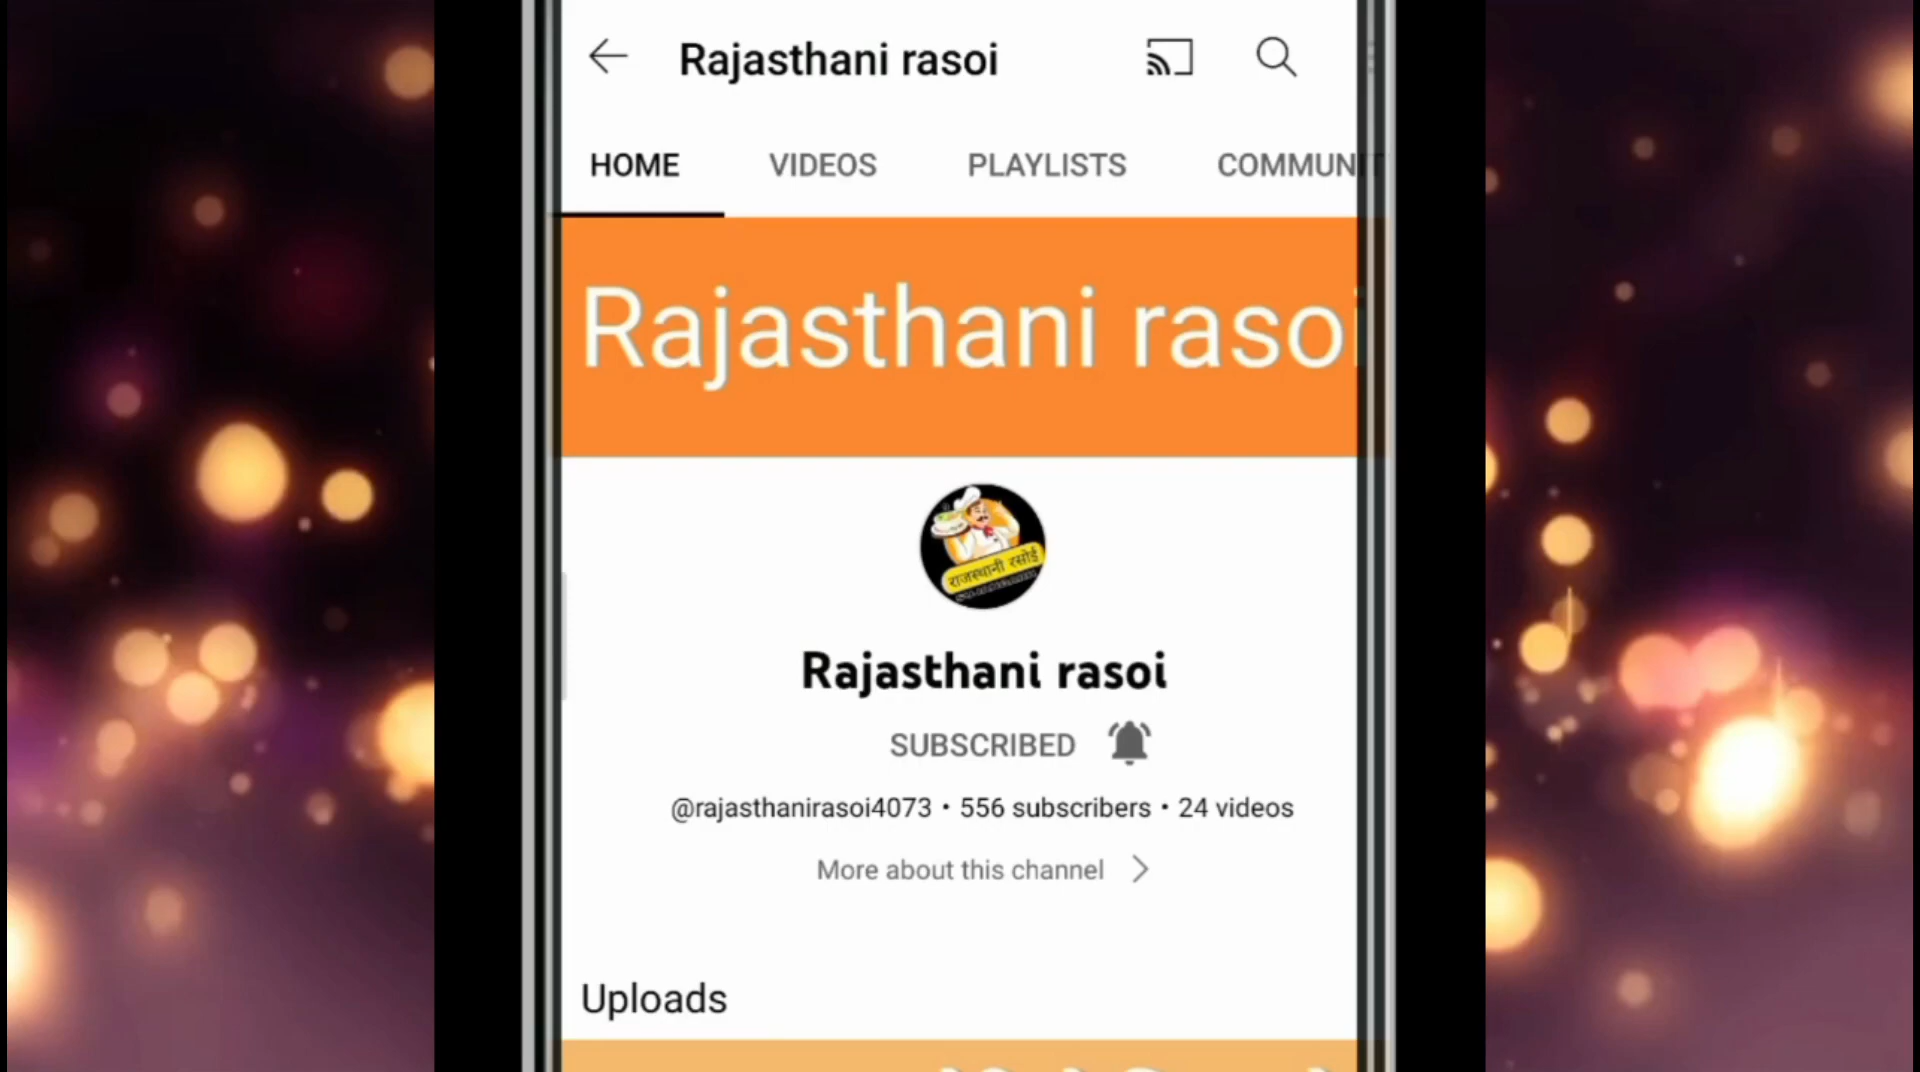 Rajasthani rasoi
HOME VIDEOS PLAYLISTS COMMUNIT
Rajasthani rasoi
राजस्थानी रसोई
Rajasthani rasoi
SUBSCRIBED
@rajasthanirasoi4073 • 556 subscribers • 24 videos
More about this channel
Uploads